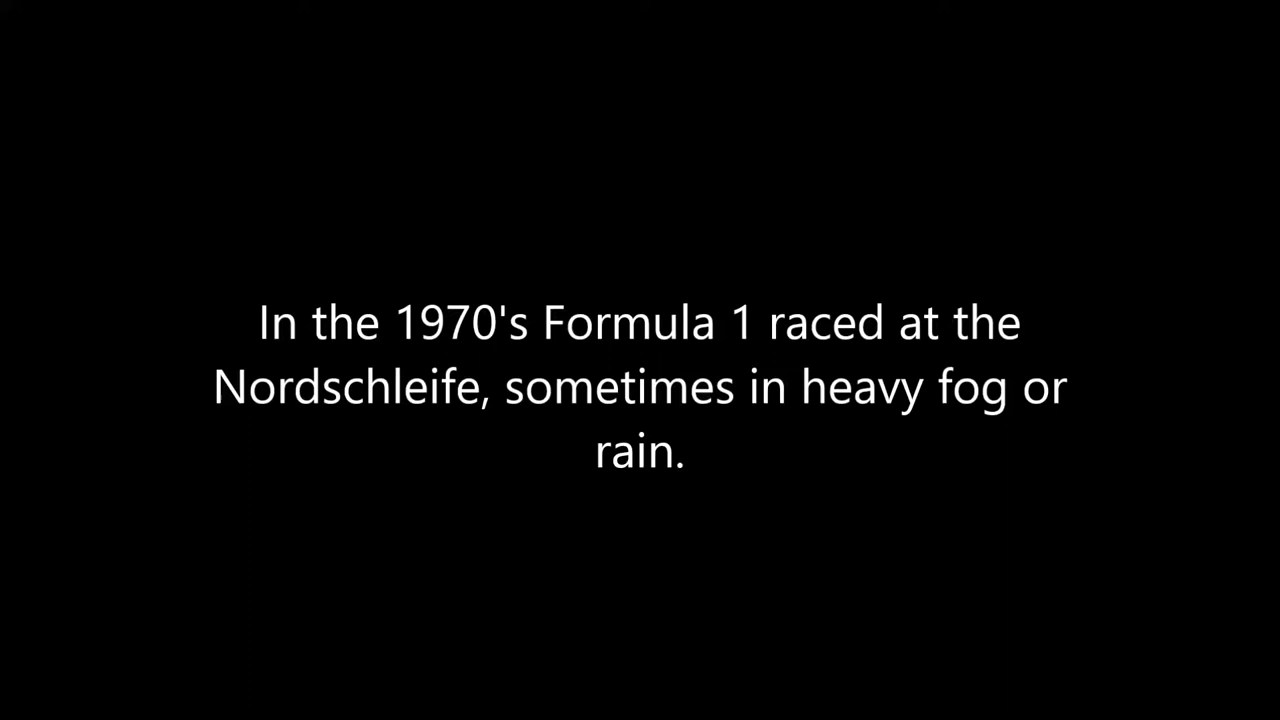 In the 1970's Formula 1 raced at the
Nordschleife, sometimes in heavy fog or
rain.